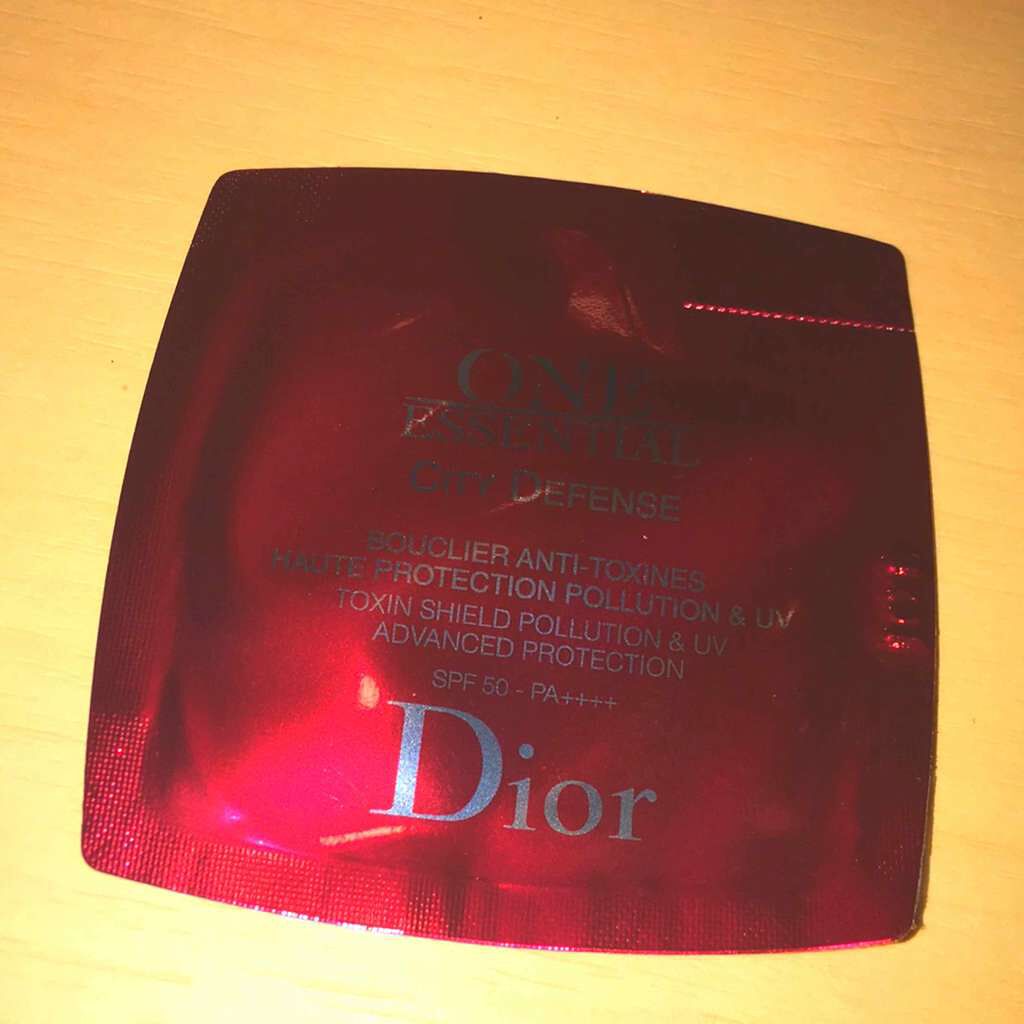 ONE
ESSENTIAL
CITY DEFENSE
BOUCLIER ANTI-TOXINES
HAUTE PROTECTION POLLUTION & UV
TOXIN SHIELD POLLUTION & UV
ADVANCED PROTECTION
SPF 50 - PA++++
Dior